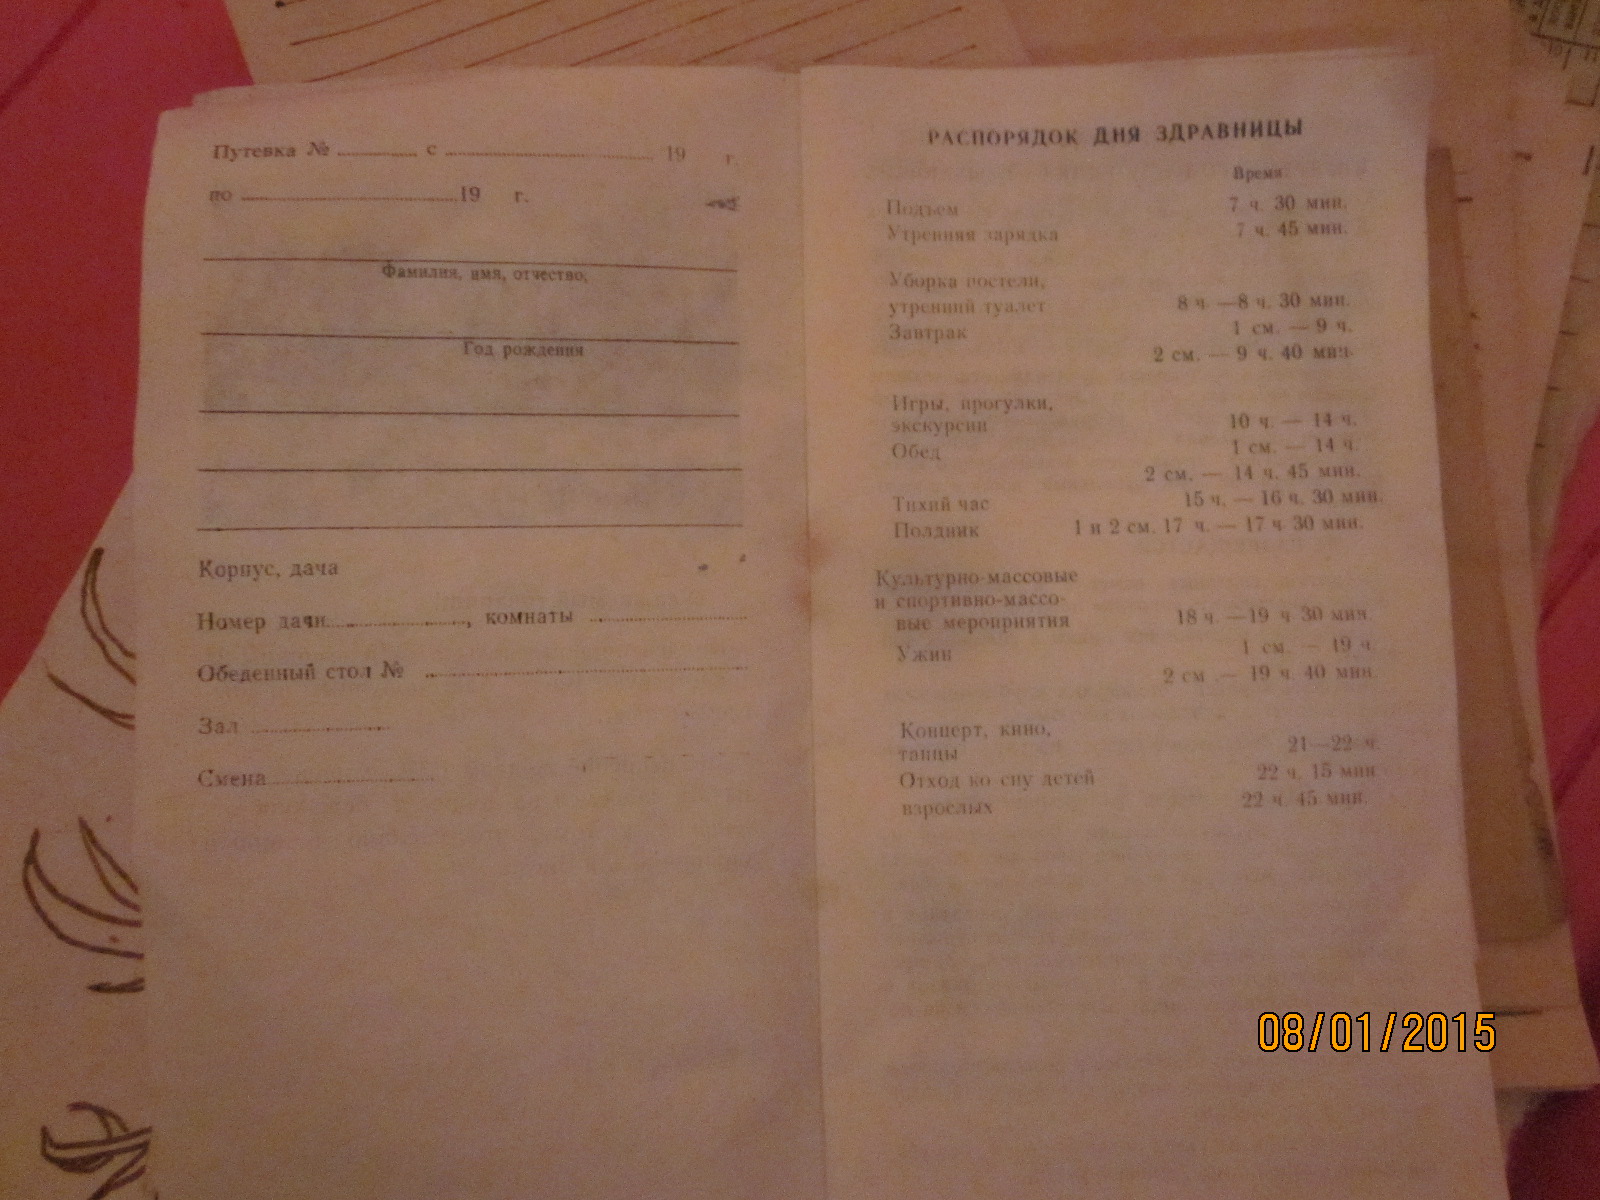 Путевка № ........... с .............................. 19 г.
по ...............................19 г.
Фамилия, имя, отчество,
Год рождения
Корпус, дача
Номер дачи...................., комнаты ......................
Обеденный стол № ..............................................
Зал ....................
Смена........................
РАСПОРЯДОК ДНЯ ЗДРАВНИЦЫ
Время
Подъем 7 ч. 30 мин.
Утренняя зарядка 7 ч. 45 мин.
Уборка постели,
утренний туалет 8 ч. —8 ч. 30 мин.
Завтрак 1 см. — 9 ч.
2 см. — 9 ч. 40 мин.
Игры, прогулки,
экскурсии 10 ч. — 14 ч.
Обед 1 см. — 14 ч.
2 см. — 14 ч. 45 мин.
Тихий час 15 ч. — 16 ч. 30 мин.
Поздник 1 и 2 см. 17 ч. — 17 ч 30 мин.
Культурно-массовые
и спортивно-массо-
вые мероприятия 18 ч. —19 ч 30 мин.
Ужин 1 см. — 19 ч.
2 см — 19 ч. 40 мин.
Концерт, кино,
танцы 21—22 ч.
Отход ко сну детей 22 ч. 15 мин
взрослых 22 ч 45 мин.
08/01/2015